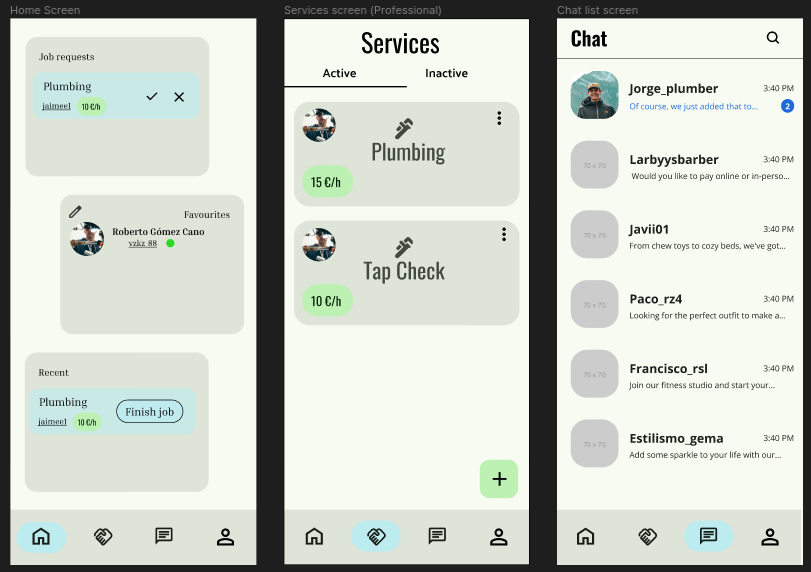 Home Screen
Job requests
Plumbing
jaimee1 10 €/h
Favourites
Roberto Gómez Cano
vzkz_88
Recent
Plumbing
jaimee1 10 €/h
Finish job
Services screen (Professional)
Services
Active Inactive
Plumbing
15 €/h
Tap Check
10 €/h
Chat list screen
Chat
Jorge_plumber 3:40 PM
Of course, we just added that to... 2
70 x 70
Larbyysbarber 3:40 PM
Would you like to pay online or in-perso...
70 x 70
Javii01 3:40 PM
From chew toys to cozy beds, we've got...
70 x 70
Paco_rz4 3:40 PM
Looking for the perfect outfit to make a...
70 x 70
Francisco_rsl 3:40 PM
Join our fitness studio and start your...
70 x 70
Estilismo_gema 3:40 PM
Add some sparkle to your life with our...